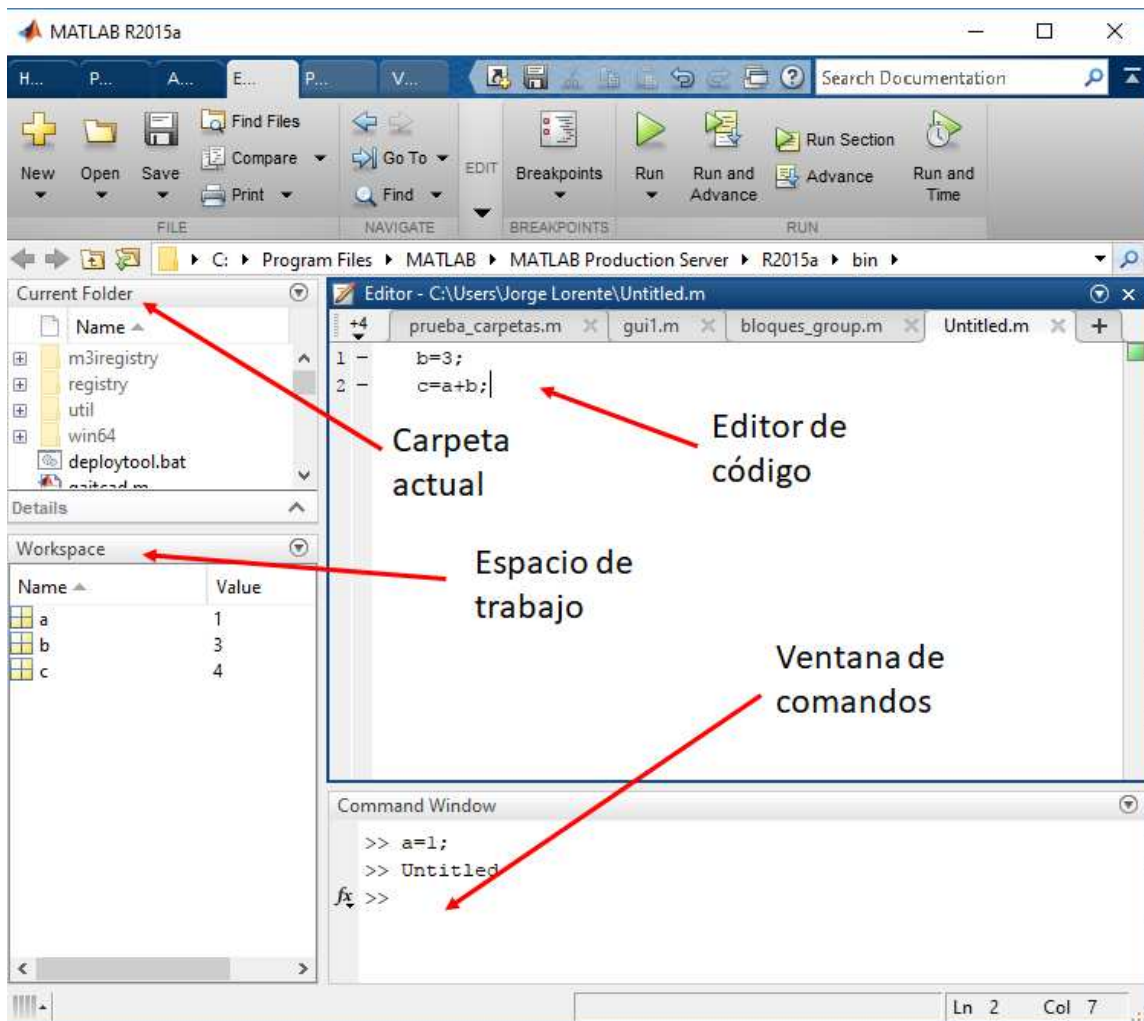 MATLAB R2015a
H... P... A... E... P... V... Search Documentation
New
Open
Save
Find Files
Compare
Print
FILE
Go To
Find
NAVIGATE
EDIT
Breakpoints
BREAKPOINTS
Run
Run and
Advance
Run Section
Advance
Run and
Time
RUN
C: Program Files MATLAB MATLAB Production Server R2015a bin
Current Folder
Name
m3iregistry
registry
util
win64
deploytool.bat
Details
Workspace
Name Value
a 1
b 3
c 4
Editor - C:\Users\Jorge Lorente\Untitled.m
+4 prueba_carpetas.m gui1.m bloques_group.m Untitled.m +
1 - b=3;
2 - c=a+b;
Carpeta
actual
Editor de
código
Espacio de
trabajo
Ventana de
comandos
Command Window
>> a=1;
>> Untitled
fx >>
Ln 2 Col 7